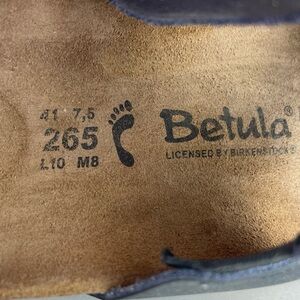 41 7,5
265
L10 M8
Betula®
LICENSED BY BIRKENSTOCK